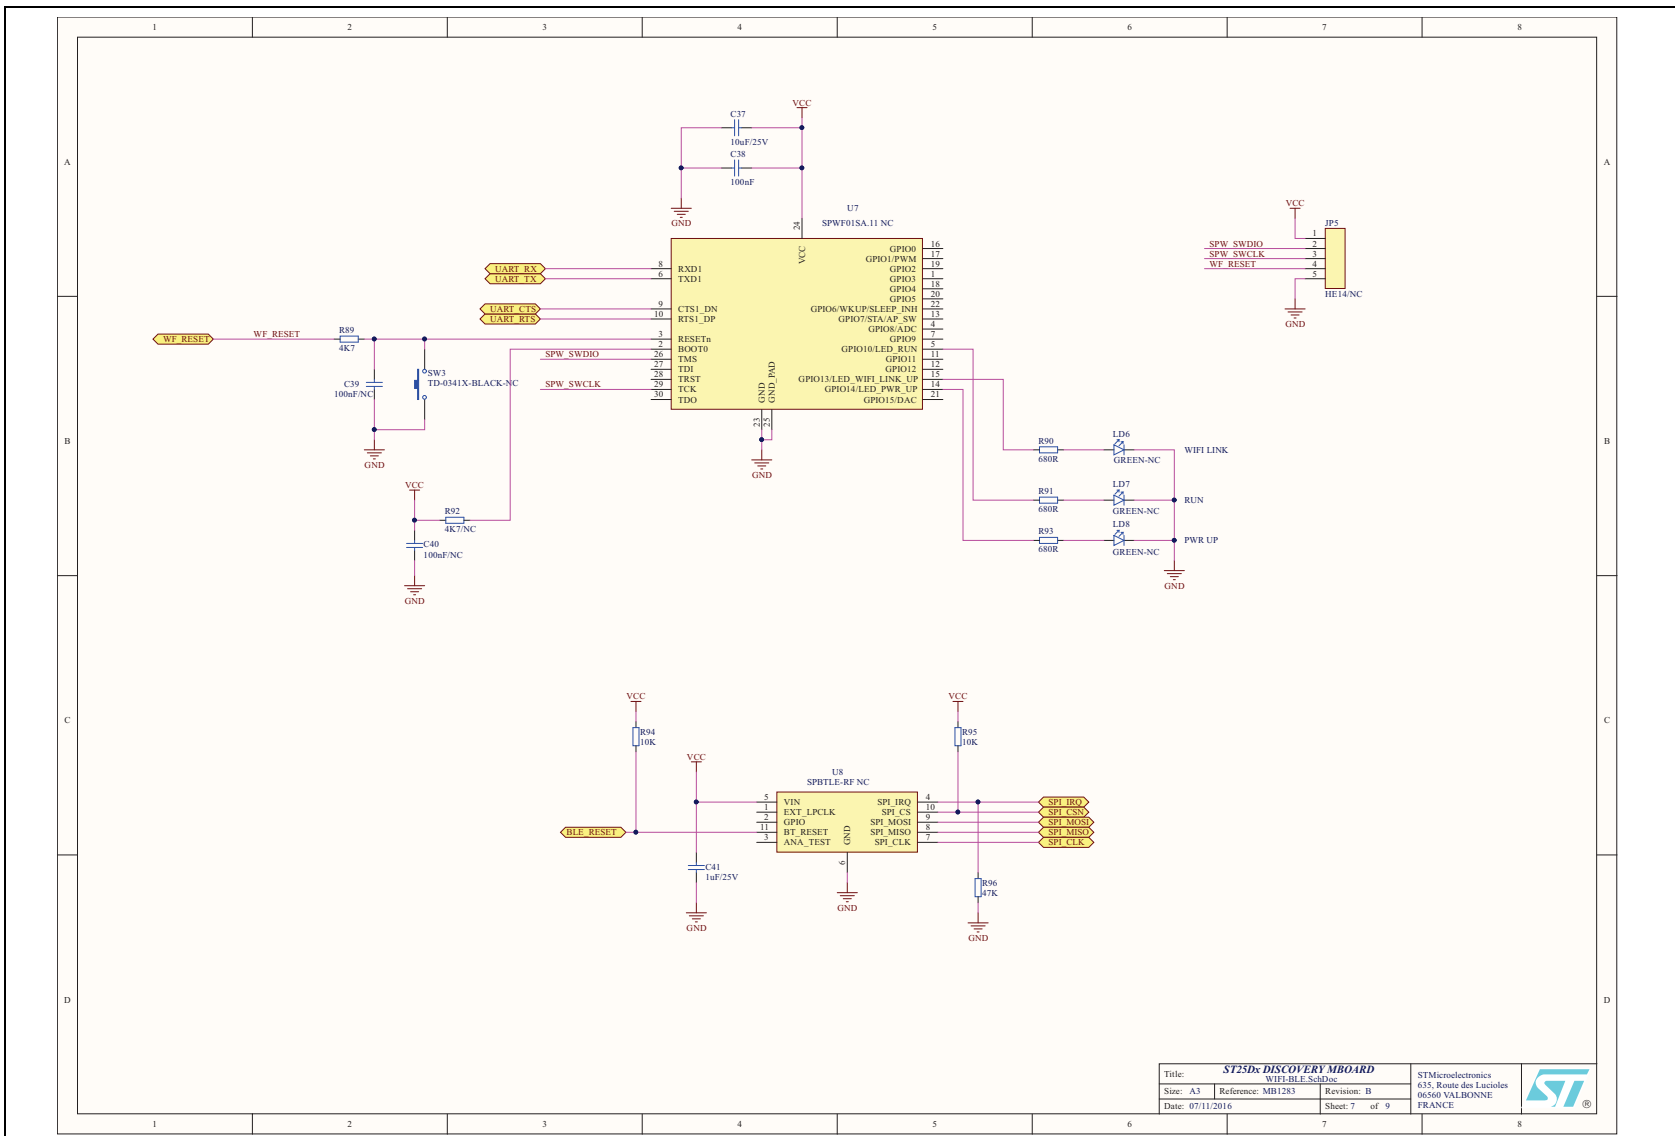 1 2 3 4 5 6 7 8
A A
B B
C C
D D
VCC
C37
10uF/25V
C38
100nF
GND
U7
SPWF01SA.11 NC
24
VCC
UART_RX 8 RXD1
UART_TX 6 TXD1
UART_CTS 9 CTS1_DN
UART_RTS 10 RTS1_DP
3 RESETn
2 BOOT0
SPW_SWDIO 26 TMS
27 TDI
28 TRST
SPW_SWCLK 29 TCK
30 TDO
GPIO0 16
GPIO1/PWM 17
GPIO2 19
GPIO3 1
GPIO4 18
GPIO5 20
GPIO6/WKUP/SLEEP_INH 22
GPIO7/STA/AP_SW 13
GPIO8/ADC 4
GPIO9 7
GPIO10/LED_RUN 5
GPIO11 11
GPIO12 12
GPIO13/LED_WIFI_LINK_UP 15
GPIO14/LED_PWR_UP 14
GPIO15/DAC 21
GND
GND_PAD
23
25
GND
WF_RESET WF_RESET
R89
4K7
C39
100nF/NC
SW3
TD-0341X-BLACK-NC
GND
VCC
R92
4K7/NC
C40
100nF/NC
GND
VCC
JP5
1
SPW_SWDIO 2
SPW_SWCLK 3
WF_RESET 4
5
HE14/NC
GND
R90
680R
LD6
GREEN-NC
WIFI LINK
R91
680R
LD7
GREEN-NC
RUN
R93
680R
LD8
GREEN-NC
PWR UP
GND
VCC
R94
10K
VCC
BLE_RESET
C41
1uF/25V
GND
U8
SPBTLE-RF NC
5 VIN
1 EXT_LPCLK
2 GPIO
11 BT_RESET
3 ANA_TEST
GND
6
GND
SPI_IRQ 4 SPI_IRQ
SPI_CS 10 SPI_CSN
SPI_MOSI 9 SPI_MOSI
SPI_MISO 8 SPI_MISO
SPI_CLK 7 SPI_CLK
VCC
R95
10K
R96
47K
GND
Title: ST25Dx DISCOVERY MBOARD
WIFI-BLE.SchDoc
Size: A3 Reference: MB1283 Revision: B
Date: 07/11/2016 Sheet: 7 of 9
STMicroelectronics
635, Route des Lucioles
06560 VALBONNE
FRANCE
ST ®
1 2 3 4 5 6 7 8